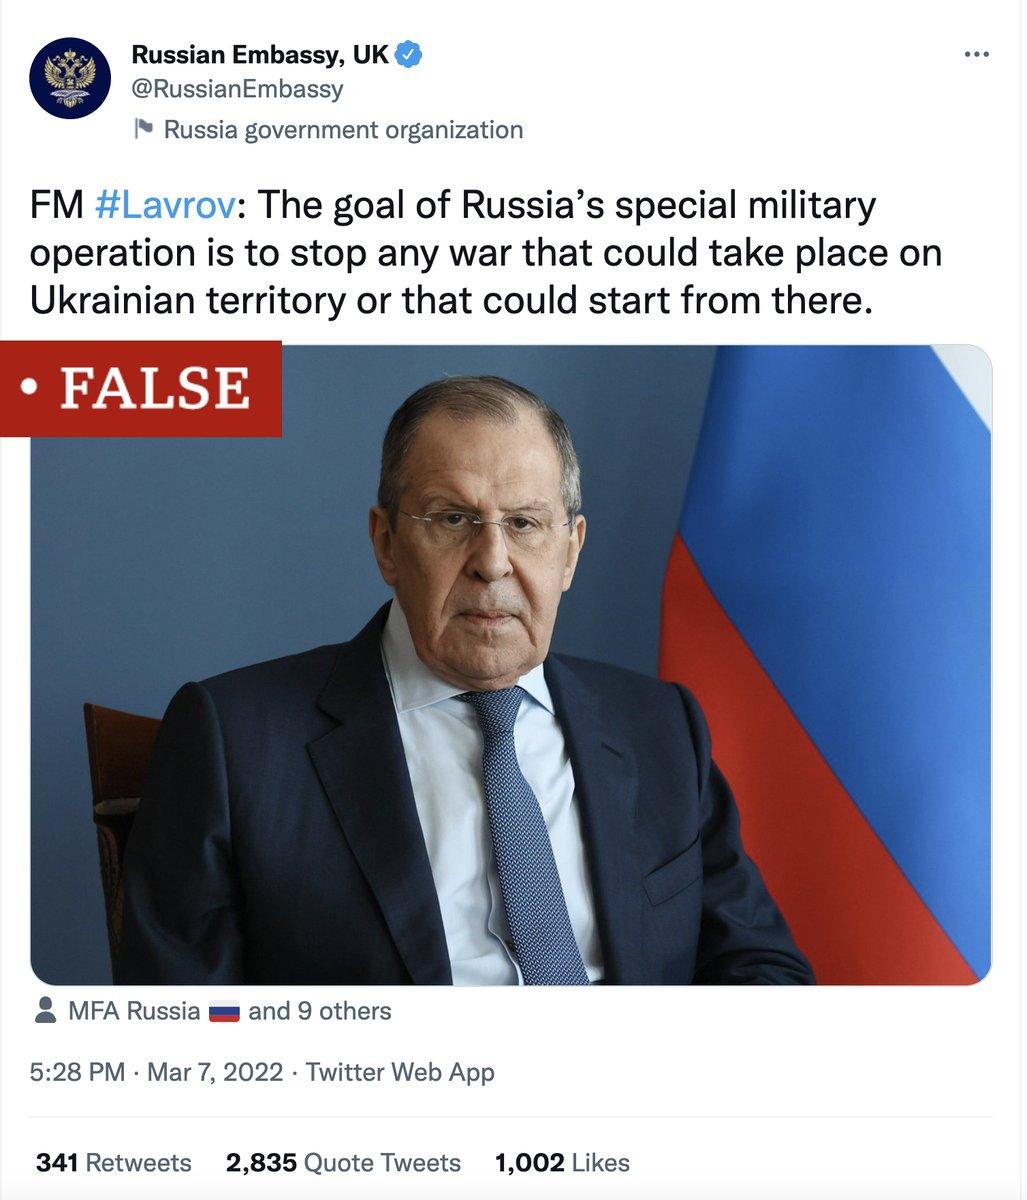 Russian Embassy, UK
@RussianEmbassy
Russia government organization
FM #Lavrov: The goal of Russia’s special military
operation is to stop any war that could take place on
Ukrainian territory or that could start from there.
• FALSE
MFA Russia 🇷🇺 and 9 others
5:28 PM · Mar 7, 2022 · Twitter Web App
341 Retweets 2,835 Quote Tweets 1,002 Likes